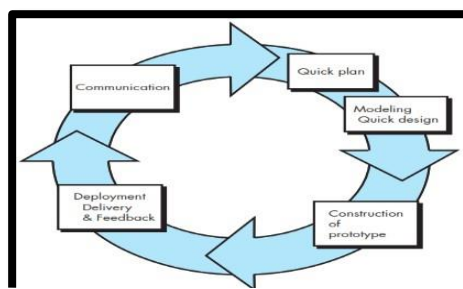 Communication
Quick plan
Modeling
Quick design
Construction
of
prototype
Deployment
Delivery
& Feedback